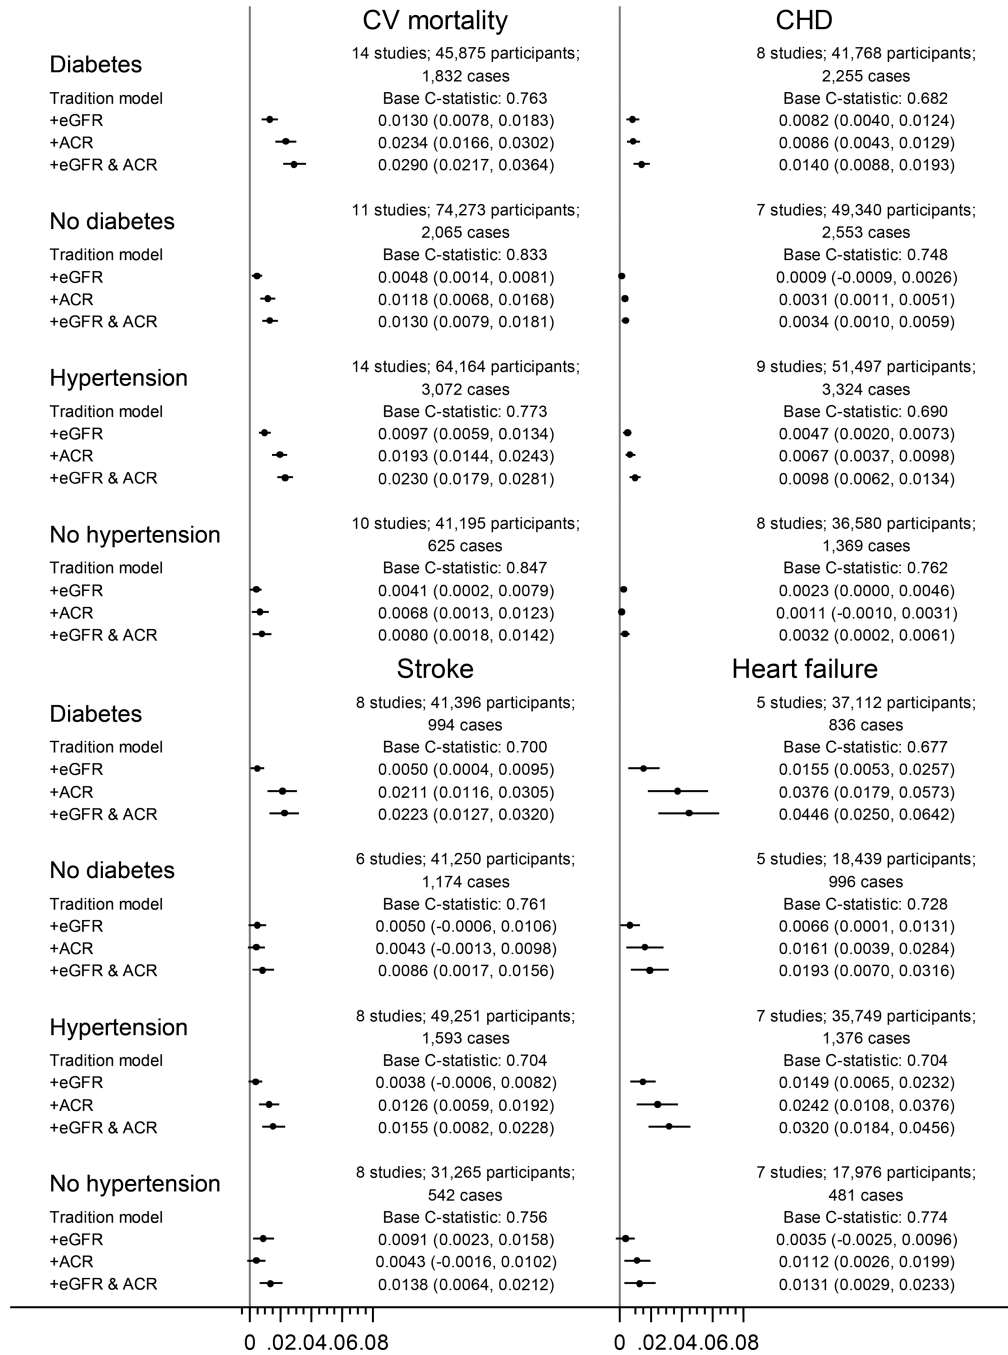 CV mortality CHD
Diabetes 14 studies; 45,875 participants; 8 studies; 41,768 participants;
1,832 cases 2,255 cases
Tradition model Base C-statistic: 0.763 Base C-statistic: 0.682
+eGFR 0.0130 (0.0078, 0.0183) 0.0082 (0.0040, 0.0124)
+ACR 0.0234 (0.0166, 0.0302) 0.0086 (0.0043, 0.0129)
+eGFR & ACR 0.0290 (0.0217, 0.0364) 0.0140 (0.0088, 0.0193)
No diabetes 11 studies; 74,273 participants; 7 studies; 49,340 participants;
2,065 cases 2,553 cases
Tradition model Base C-statistic: 0.833 Base C-statistic: 0.748
+eGFR 0.0048 (0.0014, 0.0081) 0.0009 (-0.0009, 0.0026)
+ACR 0.0118 (0.0068, 0.0168) 0.0031 (0.0011, 0.0051)
+eGFR & ACR 0.0130 (0.0079, 0.0181) 0.0034 (0.0010, 0.0059)
Hypertension 14 studies; 64,164 participants; 9 studies; 51,497 participants;
3,072 cases 3,324 cases
Tradition model Base C-statistic: 0.773 Base C-statistic: 0.690
+eGFR 0.0097 (0.0059, 0.0134) 0.0047 (0.0020, 0.0073)
+ACR 0.0193 (0.0144, 0.0243) 0.0067 (0.0037, 0.0098)
+eGFR & ACR 0.0230 (0.0179, 0.0281) 0.0098 (0.0062, 0.0134)
No hypertension 10 studies; 41,195 participants; 8 studies; 36,580 participants;
625 cases 1,369 cases
Tradition model Base C-statistic: 0.847 Base C-statistic: 0.762
+eGFR 0.0041 (0.0002, 0.0079) 0.0023 (0.0000, 0.0046)
+ACR 0.0068 (0.0013, 0.0123) 0.0011 (-0.0010, 0.0031)
+eGFR & ACR 0.0080 (0.0018, 0.0142) 0.0032 (0.0002, 0.0061)
Stroke Heart failure
Diabetes 8 studies; 41,396 participants; 5 studies; 37,112 participants;
994 cases 836 cases
Tradition model Base C-statistic: 0.700 Base C-statistic: 0.677
+eGFR 0.0050 (0.0004, 0.0095) 0.0155 (0.0053, 0.0257)
+ACR 0.0211 (0.0116, 0.0305) 0.0376 (0.0179, 0.0573)
+eGFR & ACR 0.0223 (0.0127, 0.0320) 0.0446 (0.0250, 0.0642)
No diabetes 6 studies; 41,250 participants; 5 studies; 18,439 participants;
1,174 cases 996 cases
Tradition model Base C-statistic: 0.761 Base C-statistic: 0.728
+eGFR 0.0050 (-0.0006, 0.0106) 0.0066 (0.0001, 0.0131)
+ACR 0.0043 (-0.0013, 0.0098) 0.0161 (0.0039, 0.0284)
+eGFR & ACR 0.0086 (0.0017, 0.0156) 0.0193 (0.0070, 0.0316)
Hypertension 8 studies; 49,251 participants; 7 studies; 35,749 participants;
1,593 cases 1,376 cases
Tradition model Base C-statistic: 0.704 Base C-statistic: 0.704
+eGFR 0.0038 (-0.0006, 0.0082) 0.0149 (0.0065, 0.0232)
+ACR 0.0126 (0.0059, 0.0192) 0.0242 (0.0108, 0.0376)
+eGFR & ACR 0.0155 (0.0082, 0.0228) 0.0320 (0.0184, 0.0456)
No hypertension 8 studies; 31,265 participants; 7 studies; 17,976 participants;
542 cases 481 cases
Tradition model Base C-statistic: 0.756 Base C-statistic: 0.774
+eGFR 0.0091 (0.0023, 0.0158) 0.0035 (-0.0025, 0.0096)
+ACR 0.0043 (-0.0016, 0.0102) 0.0112 (0.0026, 0.0199)
+eGFR & ACR 0.0138 (0.0064, 0.0212) 0.0131 (0.0029, 0.0233)
0 .02 .04 .06 .08 0 .02 .04 .06 .08